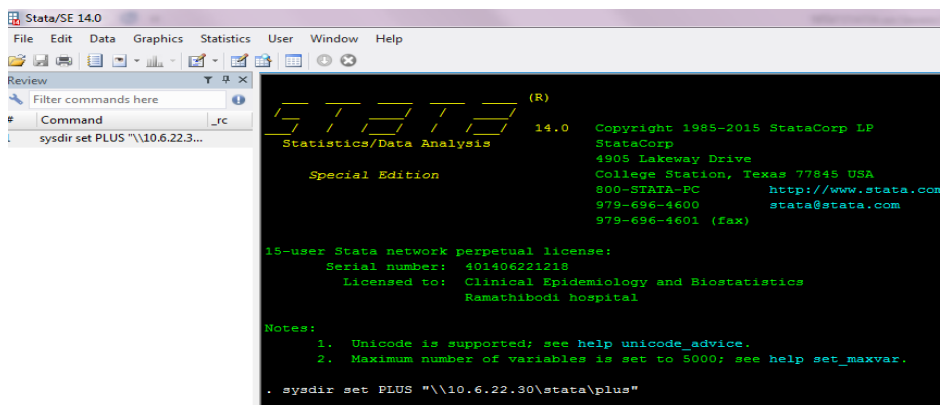 Stata/SE 14.0
File Edit Data Graphics Statistics User Window Help
Review
Filter commands here
# Command _rc
1 sysdir set PLUS "\\10.6.22.3...
(R)
14.0 Copyright 1985-2015 StataCorp LP
Statistics/Data Analysis StataCorp
4905 Lakeway Drive
Special Edition College Station, Texas 77845 USA
800-STATA-PC http://www.stata.com
979-696-4600 stata@stata.com
979-696-4601 (fax)
15-user Stata network perpetual license:
Serial number: 401406221218
Licensed to: Clinical Epidemiology and Biostatistics
Ramathibodi hospital
Notes:
1. Unicode is supported; see help unicode_advice.
2. Maximum number of variables is set to 5000; see help set_maxvar.
. sysdir set PLUS "\\10.6.22.30\stata\plus"